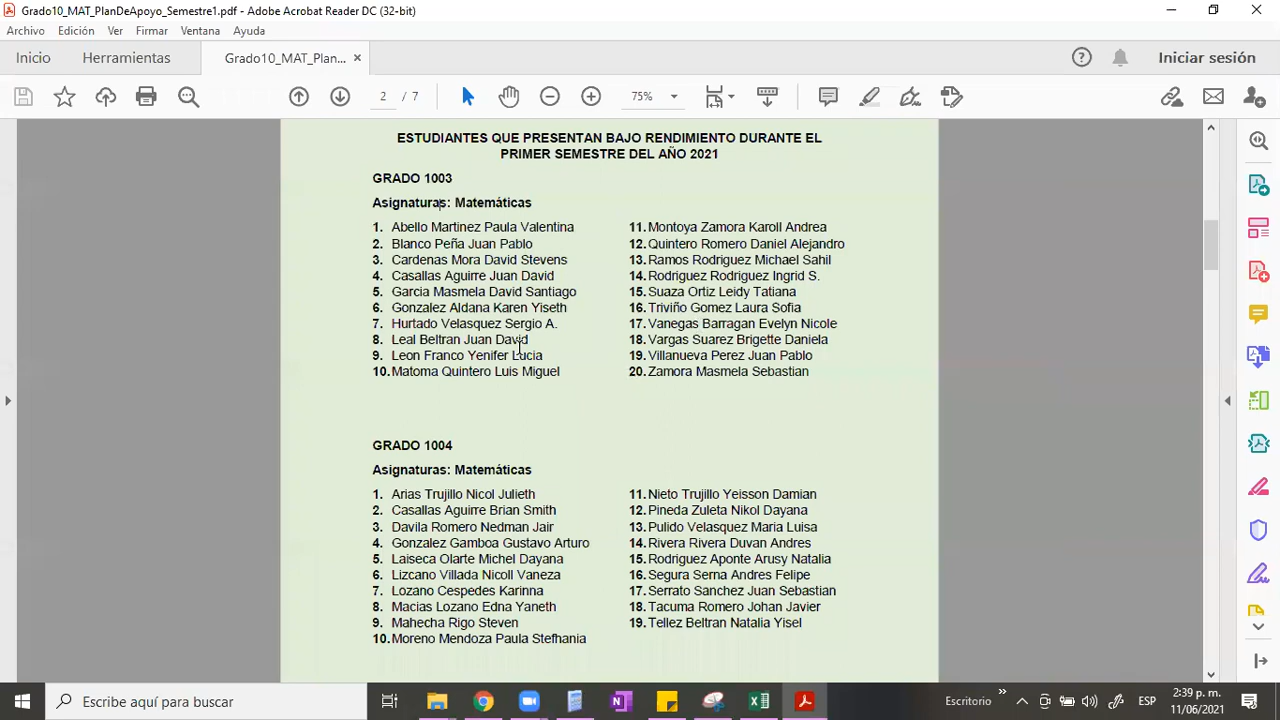 Grado10_MAT_PlanDeApoyo_Semestre1.pdf - Adobe Acrobat Reader DC (32-bit)
Archivo Edición Ver Firmar Ventana Ayuda
Inicio Herramientas Grado10_MAT_Plan... × Iniciar sesión
2 / 7 75%
ESTUDIANTES QUE PRESENTAN BAJO RENDIMIENTO DURANTE EL
PRIMER SEMESTRE DEL AÑO 2021
GRADO 1003
Asignaturas: Matemáticas
1. Abello Martinez Paula Valentina
2. Blanco Peña Juan Pablo
3. Cardenas Mora David Stevens
4. Casallas Aguirre Juan David
5. Garcia Masmela David Santiago
6. Gonzalez Aldana Karen Yiseth
7. Hurtado Velasquez Sergio A.
8. Leal Beltran Juan David
9. Leon Franco Yenifer Lucia
10. Matoma Quintero Luis Miguel
11. Montoya Zamora Karoll Andrea
12. Quintero Romero Daniel Alejandro
13. Ramos Rodriguez Michael Sahil
14. Rodriguez Rodriguez Ingrid S.
15. Suaza Ortiz Leidy Tatiana
16. Triviño Gomez Laura Sofia
17. Vanegas Barragan Evelyn Nicole
18. Vargas Suarez Brigette Daniela
19. Villanueva Perez Juan Pablo
20. Zamora Masmela Sebastian
GRADO 1004
Asignaturas: Matemáticas
1. Arias Trujillo Nicol Julieth
2. Casallas Aguirre Brian Smith
3. Davila Romero Nedman Jair
4. Gonzalez Gamboa Gustavo Arturo
5. Laiseca Olarte Michel Dayana
6. Lizcano Villada Nicoll Vaneza
7. Lozano Cespedes Karinna
8. Macias Lozano Edna Yaneth
9. Mahecha Rigo Steven
10. Moreno Mendoza Paula Stefhania
11. Nieto Trujillo Yeisson Damian
12. Pineda Zuleta Nikol Dayana
13. Pulido Velasquez Maria Luisa
14. Rivera Rivera Duvan Andres
15. Rodriguez Aponte Arusy Natalia
16. Segura Serna Andres Felipe
17. Serrato Sanchez Juan Sebastian
18. Tacuma Romero Johan Javier
19. Tellez Beltran Natalia Yisel
Escribe aquí para buscar Escritorio » ESP 2:39 p. m.
11/06/2021